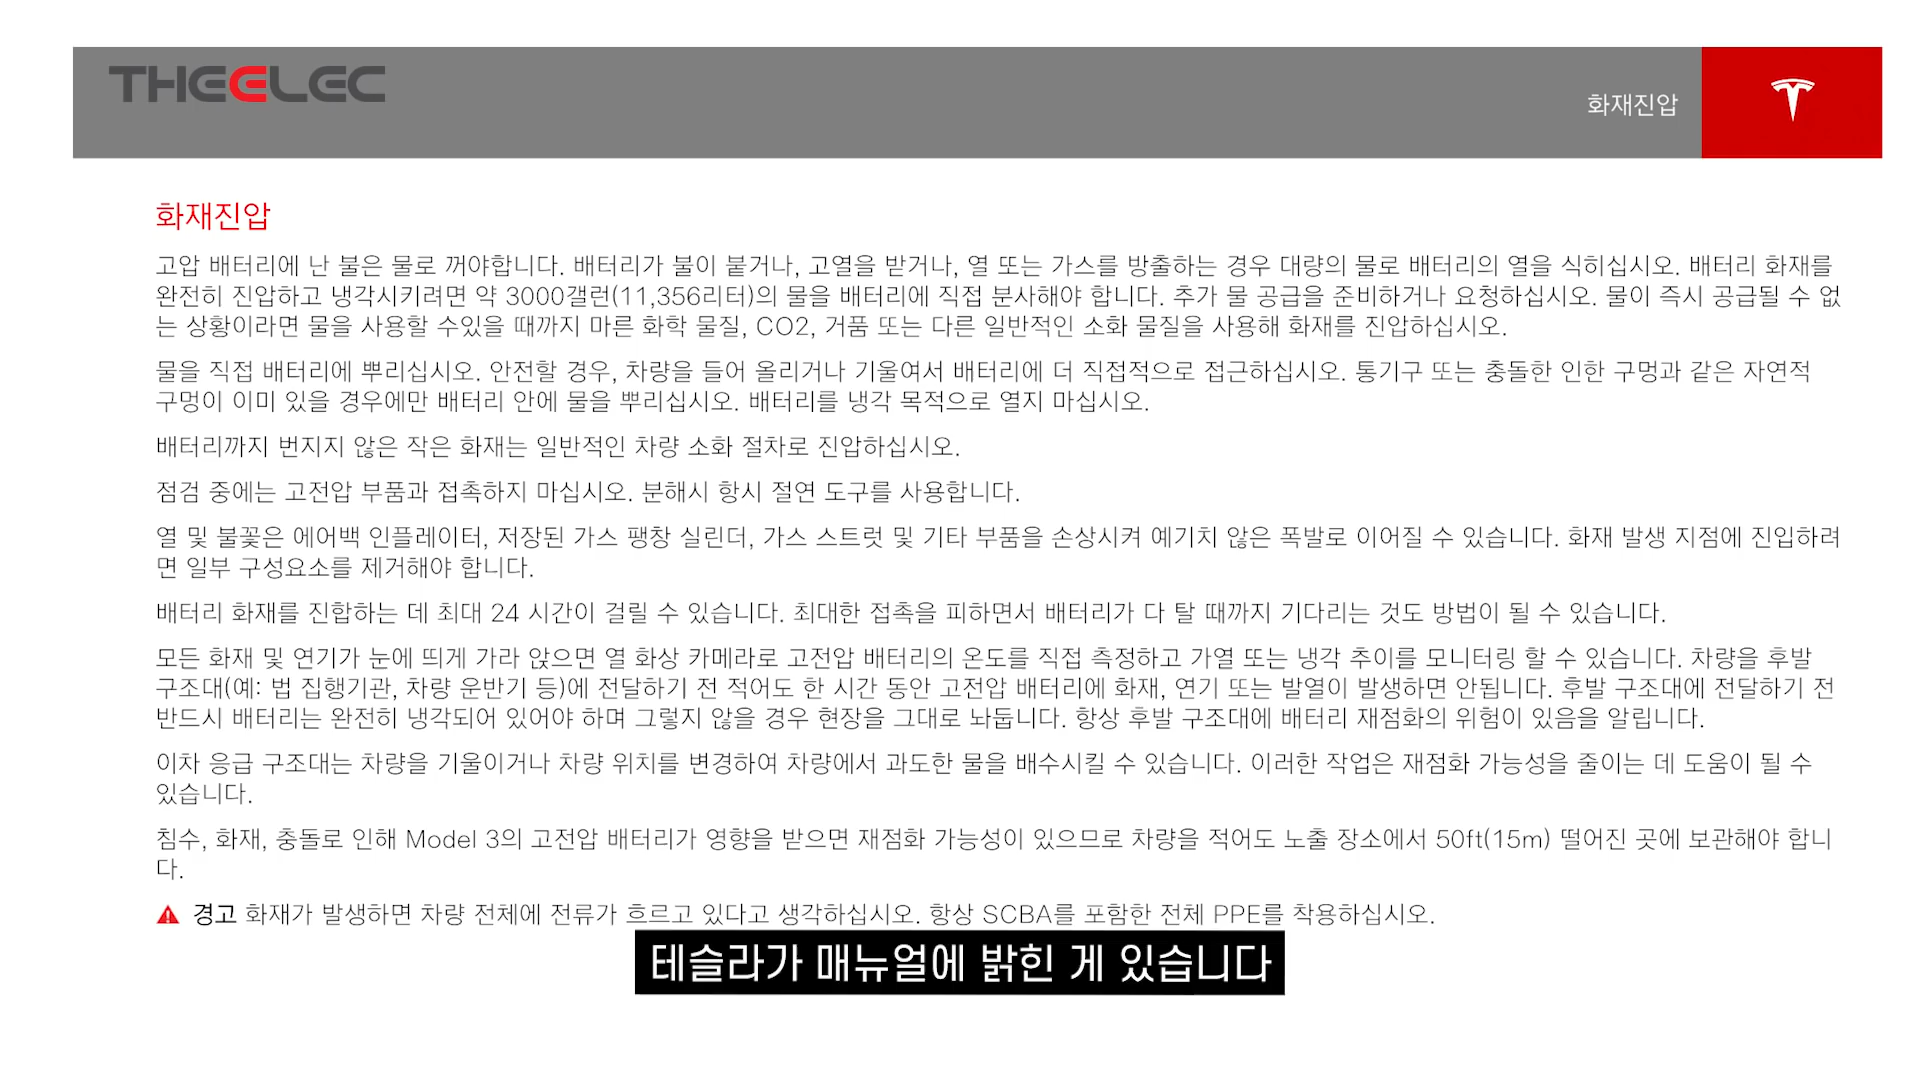 THEELEC
화재진압
화재진압
고압 배터리에 난 불은 물로 꺼야합니다. 배터리가 불이 붙거나, 고열을 받거나, 열 또는 가스를 방출하는 경우 대량의 물로 배터리의 열을 식히십시오. 배터리 화재를
완전히 진압하고 냉각시키려면 약 3000갤런(11,356리터)의 물을 배터리에 직접 분사해야 합니다. 추가 물 공급을 준비하거나 요청하십시오. 물이 즉시 공급될 수 없
는 상황이라면 물을 사용할 수있을 때까지 마른 화학 물질, CO2, 거품 또는 다른 일반적인 소화 물질을 사용해 화재를 진압하십시오.
물을 직접 배터리에 뿌리십시오. 안전할 경우, 차량을 들어 올리거나 기울여서 배터리에 더 직접적으로 접근하십시오. 통기구 또는 충돌한 인한 구멍과 같은 자연적
구멍이 이미 있을 경우에만 배터리 안에 물을 뿌리십시오. 배터리를 냉각 목적으로 열지 마십시오.
배터리까지 번지지 않은 작은 화재는 일반적인 차량 소화 절차로 진압하십시오.
점검 중에는 고전압 부품과 접촉하지 마십시오. 분해시 항시 절연 도구를 사용합니다.
열 및 불꽃은 에어백 인플레이터, 저장된 가스 팽창 실린더, 가스 스트럿 및 기타 부품을 손상시켜 예기치 않은 폭발로 이어질 수 있습니다. 화재 발생 지점에 진입하려
면 일부 구성요소를 제거해야 합니다.
배터리 화재를 진합하는 데 최대 24 시간이 걸릴 수 있습니다. 최대한 접촉을 피하면서 배터리가 다 탈 때까지 기다리는 것도 방법이 될 수 있습니다.
모든 화재 및 연기가 눈에 띄게 가라 앉으면 열 화상 카메라로 고전압 배터리의 온도를 직접 측정하고 가열 또는 냉각 추이를 모니터링 할 수 있습니다. 차량을 후발
구조대(예: 법 집행기관, 차량 운반기 등)에 전달하기 전 적어도 한 시간 동안 고전압 배터리에 화재, 연기 또는 발열이 발생하면 안됩니다. 후발 구조대에 전달하기 전
반드시 배터리는 완전히 냉각되어 있어야 하며 그렇지 않을 경우 현장을 그대로 놔둡니다. 항상 후발 구조대에 배터리 재점화의 위험이 있음을 알립니다.
이차 응급 구조대는 차량을 기울이거나 차량 위치를 변경하여 차량에서 과도한 물을 배수시킬 수 있습니다. 이러한 작업은 재점화 가능성을 줄이는 데 도움이 될 수
있습니다.
침수, 화재, 충돌로 인해 Model 3의 고전압 배터리가 영향을 받으면 재점화 가능성이 있으므로 차량을 적어도 노출 장소에서 50ft(15m) 떨어진 곳에 보관해야 합니
다.
경고 화재가 발생하면 차량 전체에 전류가 흐르고 있다고 생각하십시오. 항상 SCBA를 포함한 전체 PPE를 착용하십시오.
테슬라가 매뉴얼에 밝힌 게 있습니다